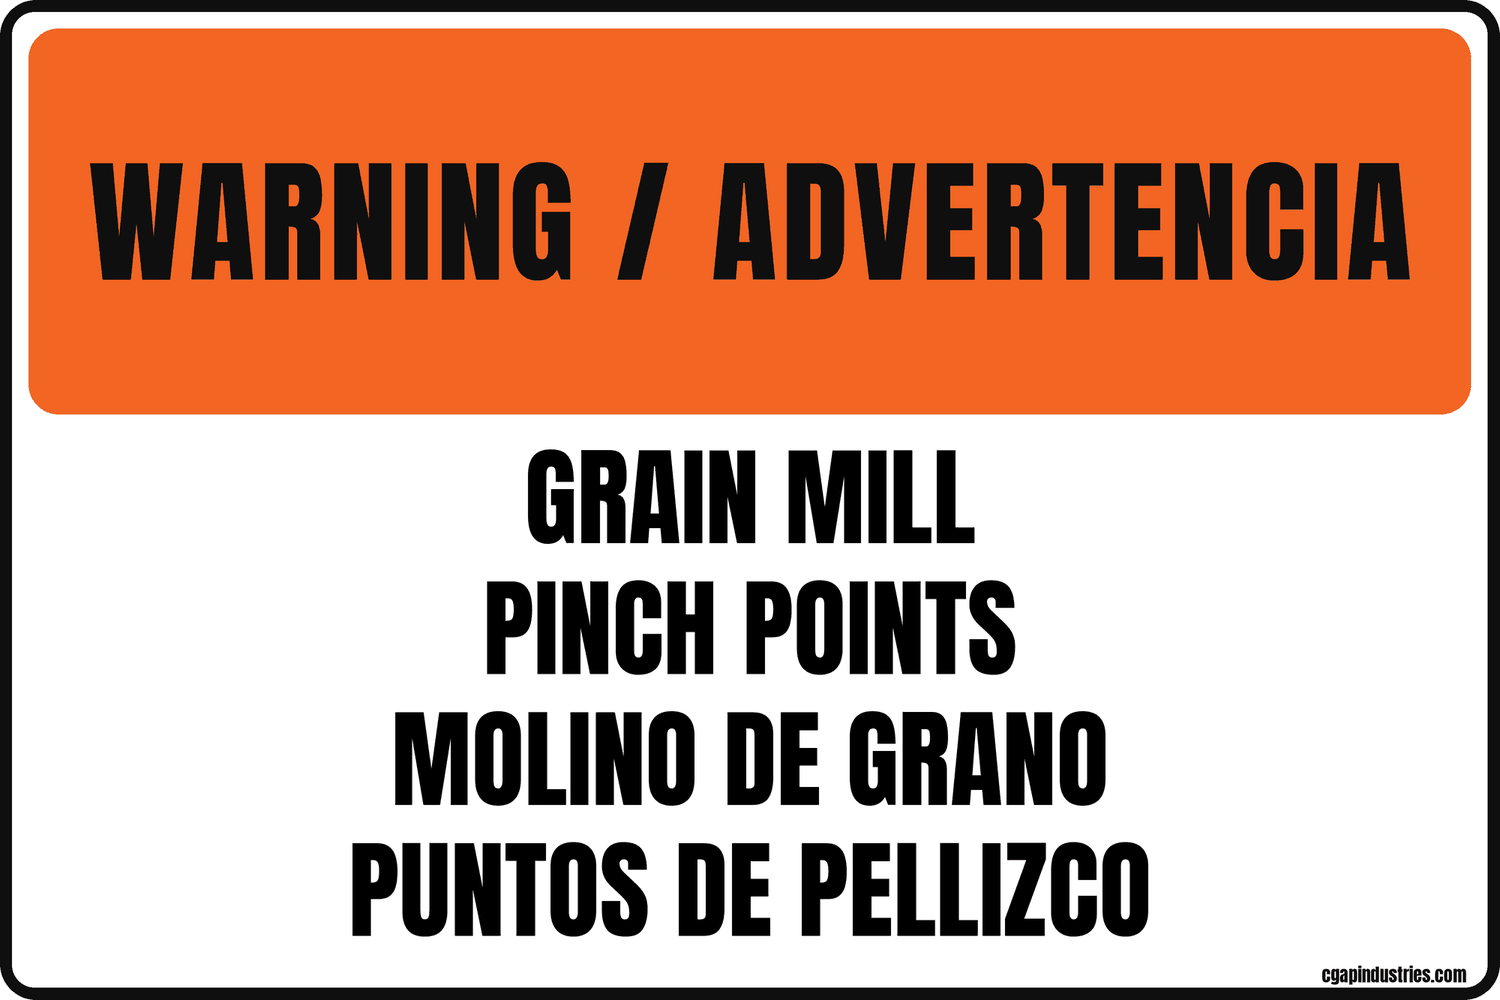 WARNING / ADVERTENCIA
GRAIN MILL
PINCH POINTS
MOLINO DE GRANO
PUNTOS DE PELLIZCO
cgapindustries.com